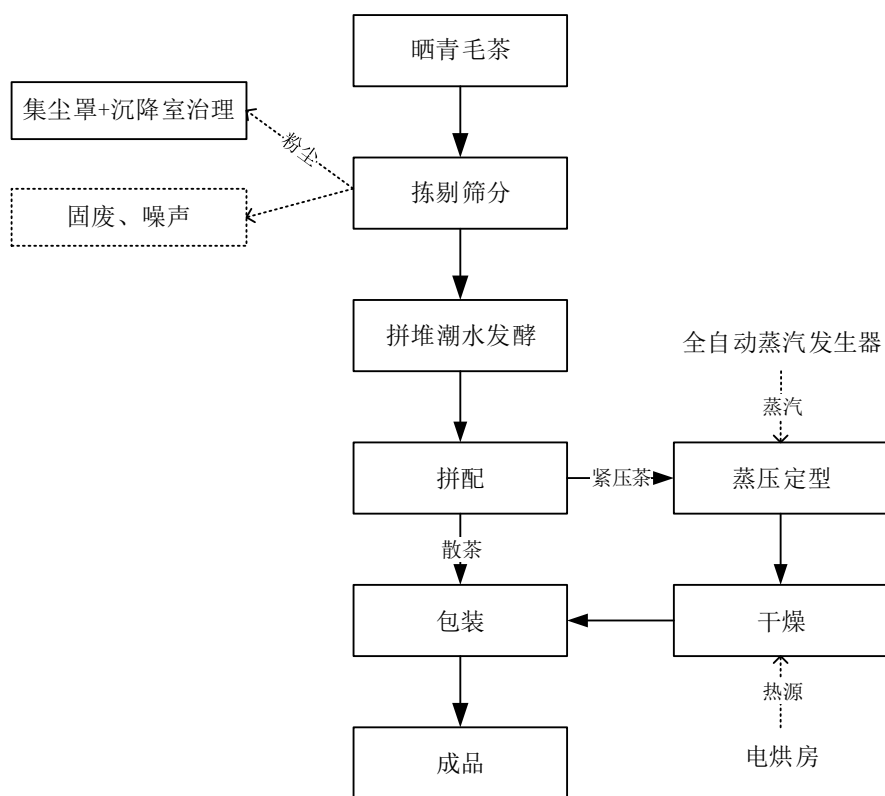 晒青毛茶
集尘罩+沉降室治理
粉尘
拣剔筛分
固废、噪声
拼堆潮水发酵
全自动蒸汽发生器
蒸汽
拼配
紧压茶
蒸压定型
散茶
包装
干燥
热源
成品
电烘房